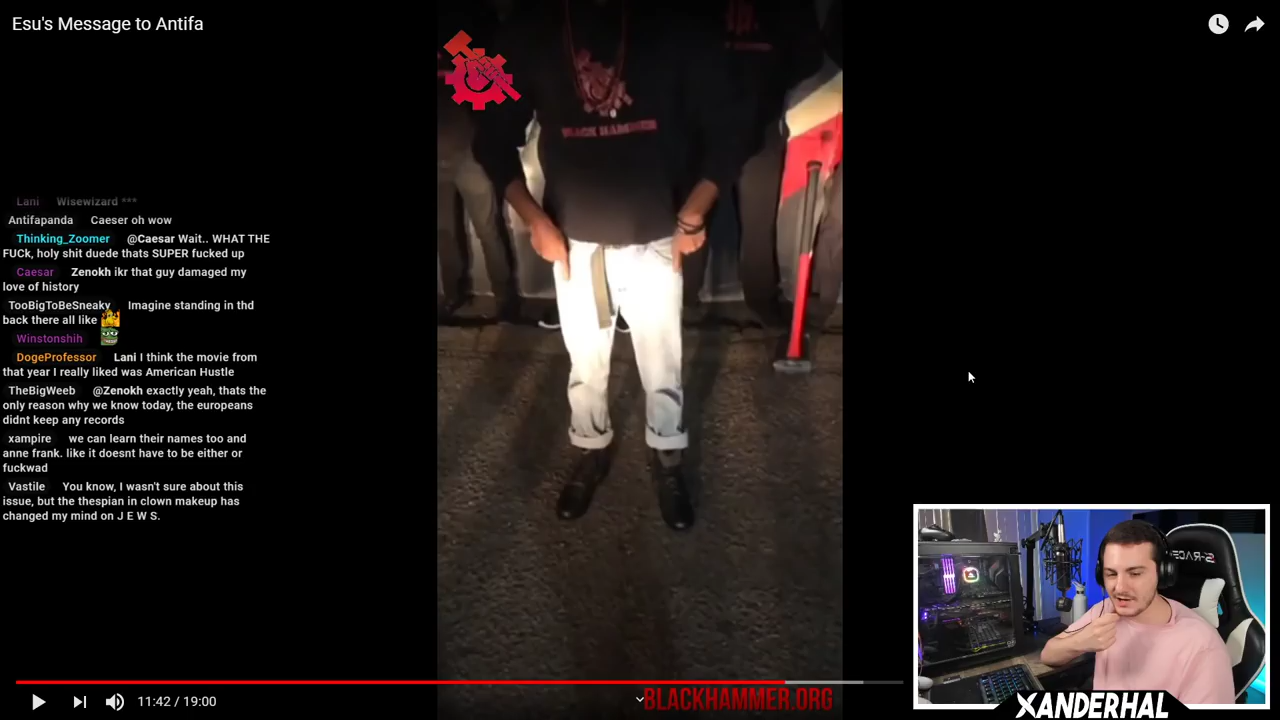 Esu's Message to Antifa
BLACK HAMMER
Lani Wisewizard ***
Antifapanda Caeser oh wow
Thinking_Zoomer @Caesar Wait.. WHAT THE
FUCk, holy shit duede thats SUPER fucked up
Caesar Zenokh ikr that guy damaged my
love of history
TooBigToBeSneaky Imagine standing in thd
back there all like
Winstonshih
DogeProfessor Lani I think the movie from
that year I really liked was American Hustle
TheBigWeeb @Zenokh exactly yeah, thats the
only reason why we know today, the europeans
didnt keep any records
xampire we can learn their names too and
anne frank. like it doesnt have to be either or
fuckwad
Vastile You know, I wasn't sure about this
issue, but the thespian in clown makeup has
changed my mind on J E W S.
11:42 / 19:00
BLACKHAMMER.ORG
XANDERHAL